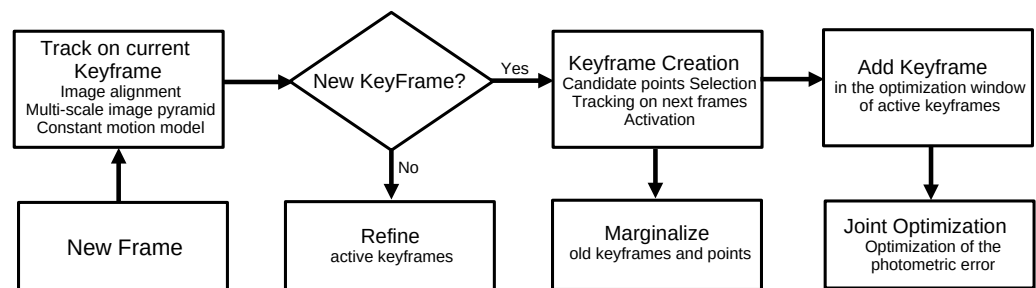 Track on current
Keyframe
Image alignment
Multi-scale image pyramid
Constant motion model
New KeyFrame?
Yes
No
Keyframe Creation
Candidate points Selection
Tracking on next frames
Activation
Add Keyframe
in the optimization window
of active keyframes
New Frame
Refine
active keyframes
Marginalize
old keyframes and points
Joint Optimization
Optimization of the
photometric error